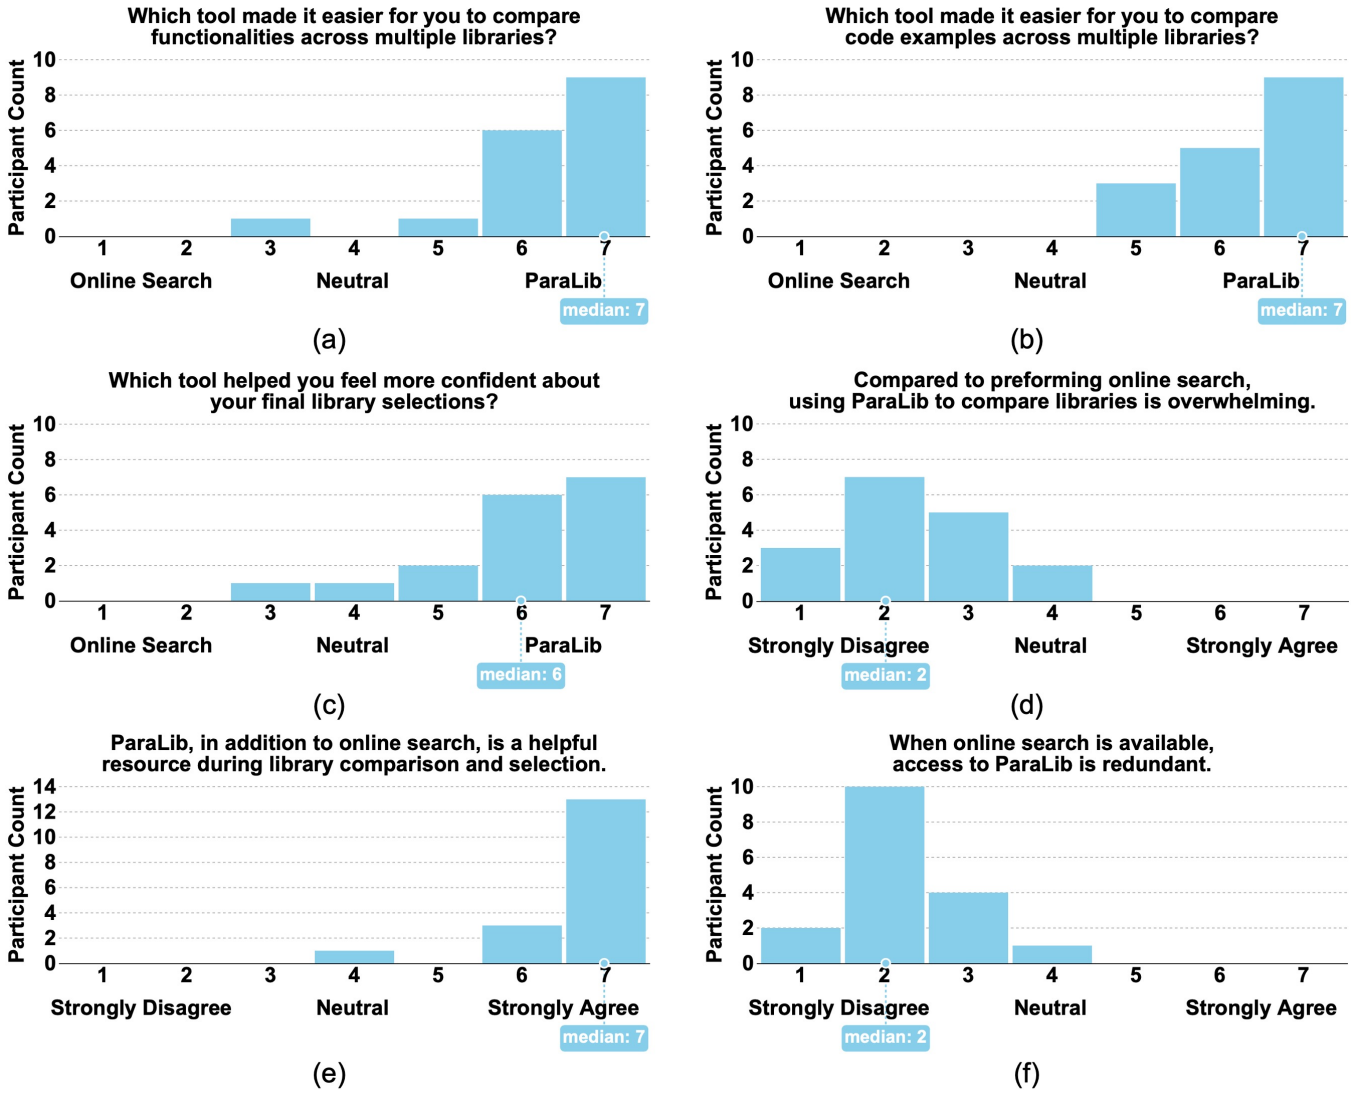 Which tool made it easier for you to compare
functionalities across multiple libraries?
Participant Count
10
8
6
4
2
0
1 2 3 4 5 6 7
Online Search Neutral ParaLib
median: 7
(a)
Which tool made it easier for you to compare
code examples across multiple libraries?
Participant Count
10
8
6
4
2
0
1 2 3 4 5 6 7
Online Search Neutral ParaLib
median: 7
(b)
Which tool helped you feel more confident about
your final library selections?
Participant Count
10
8
6
4
2
0
1 2 3 4 5 6 7
Online Search Neutral ParaLib
median: 6
(c)
Compared to preforming online search,
using ParaLib to compare libraries is overwhelming.
Participant Count
10
8
6
4
2
0
1 2 3 4 5 6 7
Strongly Disagree Neutral Strongly Agree
median: 2
(d)
ParaLib, in addition to online search, is a helpful
resource during library comparison and selection.
Participant Count
14
12
10
8
6
4
2
0
1 2 3 4 5 6 7
Strongly Disagree Neutral Strongly Agree
median: 7
(e)
When online search is available,
access to ParaLib is redundant.
Participant Count
10
8
6
4
2
0
1 2 3 4 5 6 7
Strongly Disagree Neutral Strongly Agree
median: 2
(f)